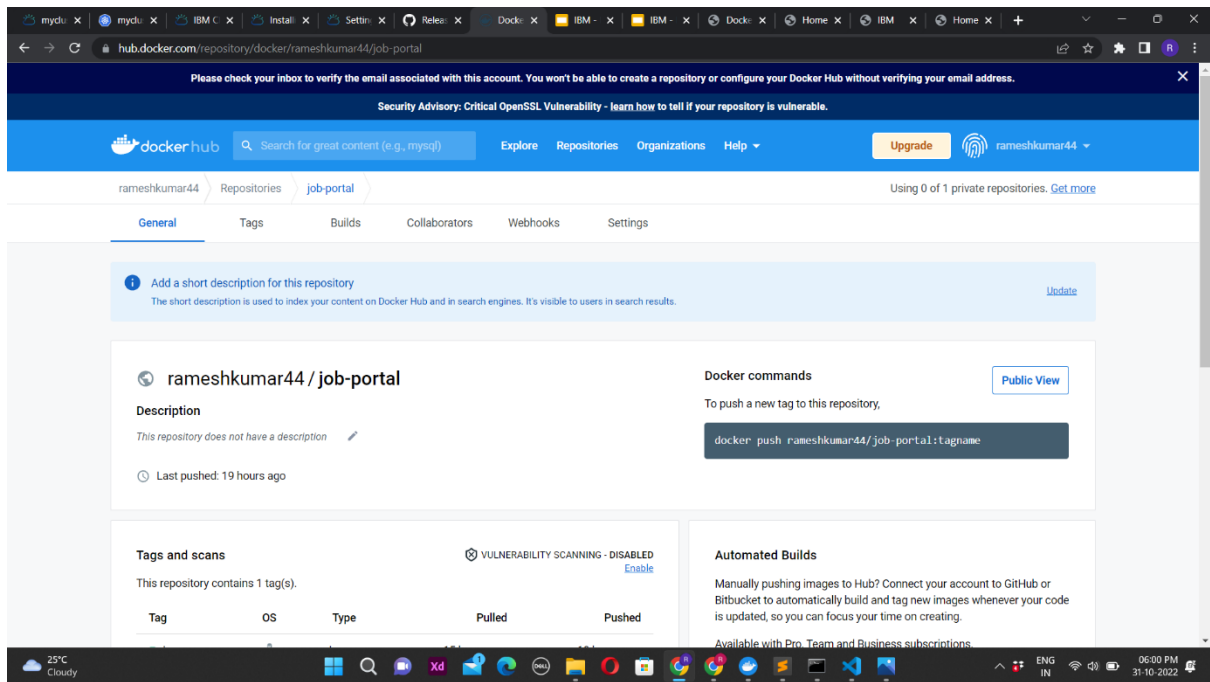 myclu
myclu
IBM C
Install
Settin
Releas
Docke
IBM -
IBM -
Docke
Home
IBM
Home
hub.docker.com/repository/docker/rameshkumar44/job-portal
R
Please check your inbox to verify the email associated with this account. You won't be able to create a repository or configure your Docker Hub without verifying your email address.
Security Advisory: Critical OpenSSL Vulnerability - learn how to tell if your repository is vulnerable.
dockerhub
Search for great content (e.g., mysql)
Explore
Repositories
Organizations
Help
Upgrade
rameshkumar44
rameshkumar44
Repositories
job-portal
Using 0 of 1 private repositories. Get more
General
Tags
Builds
Collaborators
Webhooks
Settings
Add a short description for this repository
The short description is used to index your content on Docker Hub and in search engines. It's visible to users in search results.
Update
rameshkumar44 / job-portal
Description
This repository does not have a description
Last pushed: 19 hours ago
Docker commands
Public View
To push a new tag to this repository,
docker push rameshkumar44/job-portal:tagname
Tags and scans
VULNERABILITY SCANNING - DISABLED
Enable
This repository contains 1 tag(s).
Tag
OS
Type
Pulled
Pushed
Automated Builds
Manually pushing images to Hub? Connect your account to GitHub or
Bitbucket to automatically build and tag new images whenever your code
is updated, so you can focus your time on creating.
Available with Pro, Team and Business subscriptions.
25°C
Cloudy
Xd
1
DELL
R
R
ENG
IN
06:00 PM
31-10-2022